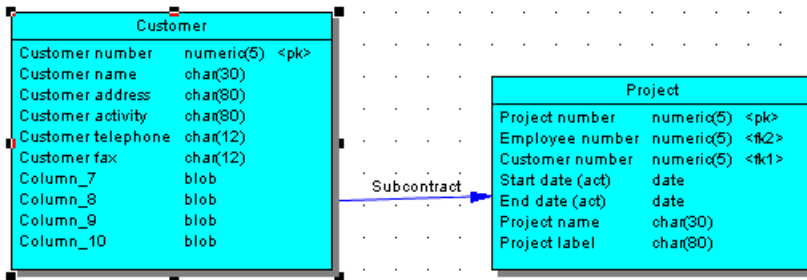 Customer
Customer number numeric(5) <pk>
Customer name char(30)
Customer address char(80)
Customer activity char(80)
Customer telephone char(12)
Customer fax char(12)
Column_7 blob
Column_8 blob
Column_9 blob
Column_10 blob
Subcontract
Project
Project number numeric(5) <pk>
Employee number numeric(5) <fk2>
Customer number numeric(5) <fk1>
Start date (act) date
End date (act) date
Project name char(30)
Project label char(80)